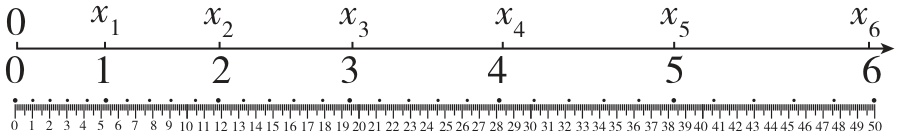 0 x₁ x₂ x₃ x₄ x₅ x₆
0 1 2 3 4 5 6
0 1 2 3 4 5 6 7 8 9 10 11 12 13 14 15 16 17 18 19 20 21 22 23 24 25 26 27 28 29 30 31 32 33 34 35 36 37 38 39 40 41 42 43 44 45 46 47 48 49 50